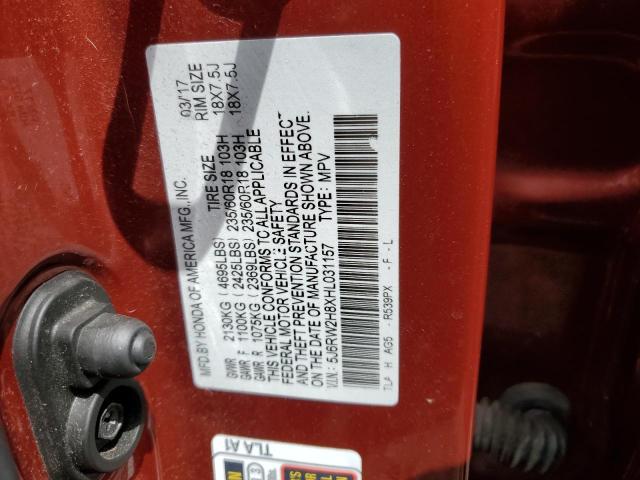 MFD.BY HONDA OF AMERICA MFG.,INC. 03/'17
TIRE SIZE RIM SIZE
GVWR 2130KG (4695LBS)
GAWR F 1100KG (2425LBS) 235/60R18 103H 18X7.5J
GAWR R 1075KG (2369LBS) 235/60R18 103H 18X7.5J
THIS VEHICLE CONFORMS TO ALL APPLICABLE
FEDERAL MOTOR VEHICLE SAFETY
AND THEFT PREVENTION STANDARDS IN EFFECT
ON THE DATE OF MANUFACTURE SHOWN ABOVE.
V.I.N.: 5J6RW2H8XHL031157 TYPE: MPV
TLA H AG5 - R539PX - F - L
TLA A1